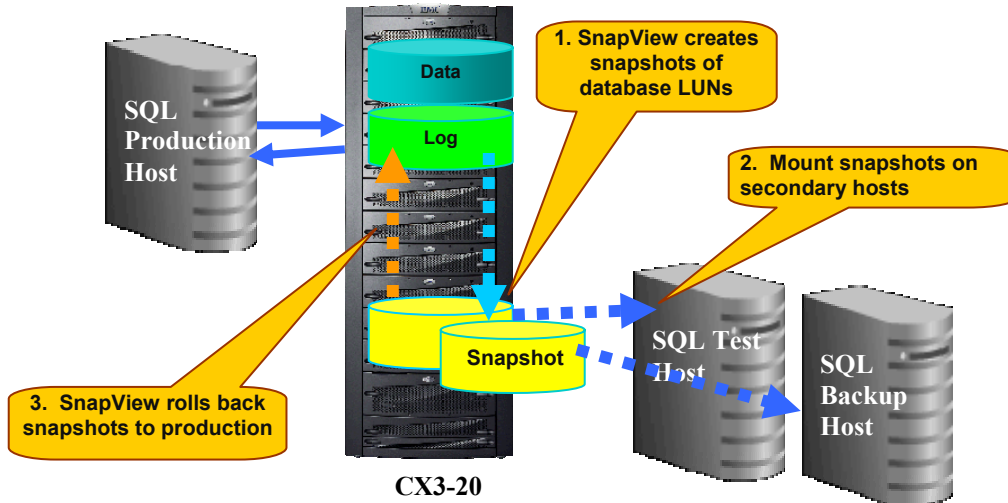 EMC
1. SnapView creates
snapshots of
database LUNs
Data
SQL
Production
Host
Log
2. Mount snapshots on
secondary hosts
Snapshot
SQL Test
Host
SQL
Backup
Host
3. SnapView rolls back
snapshots to production
CX3-20